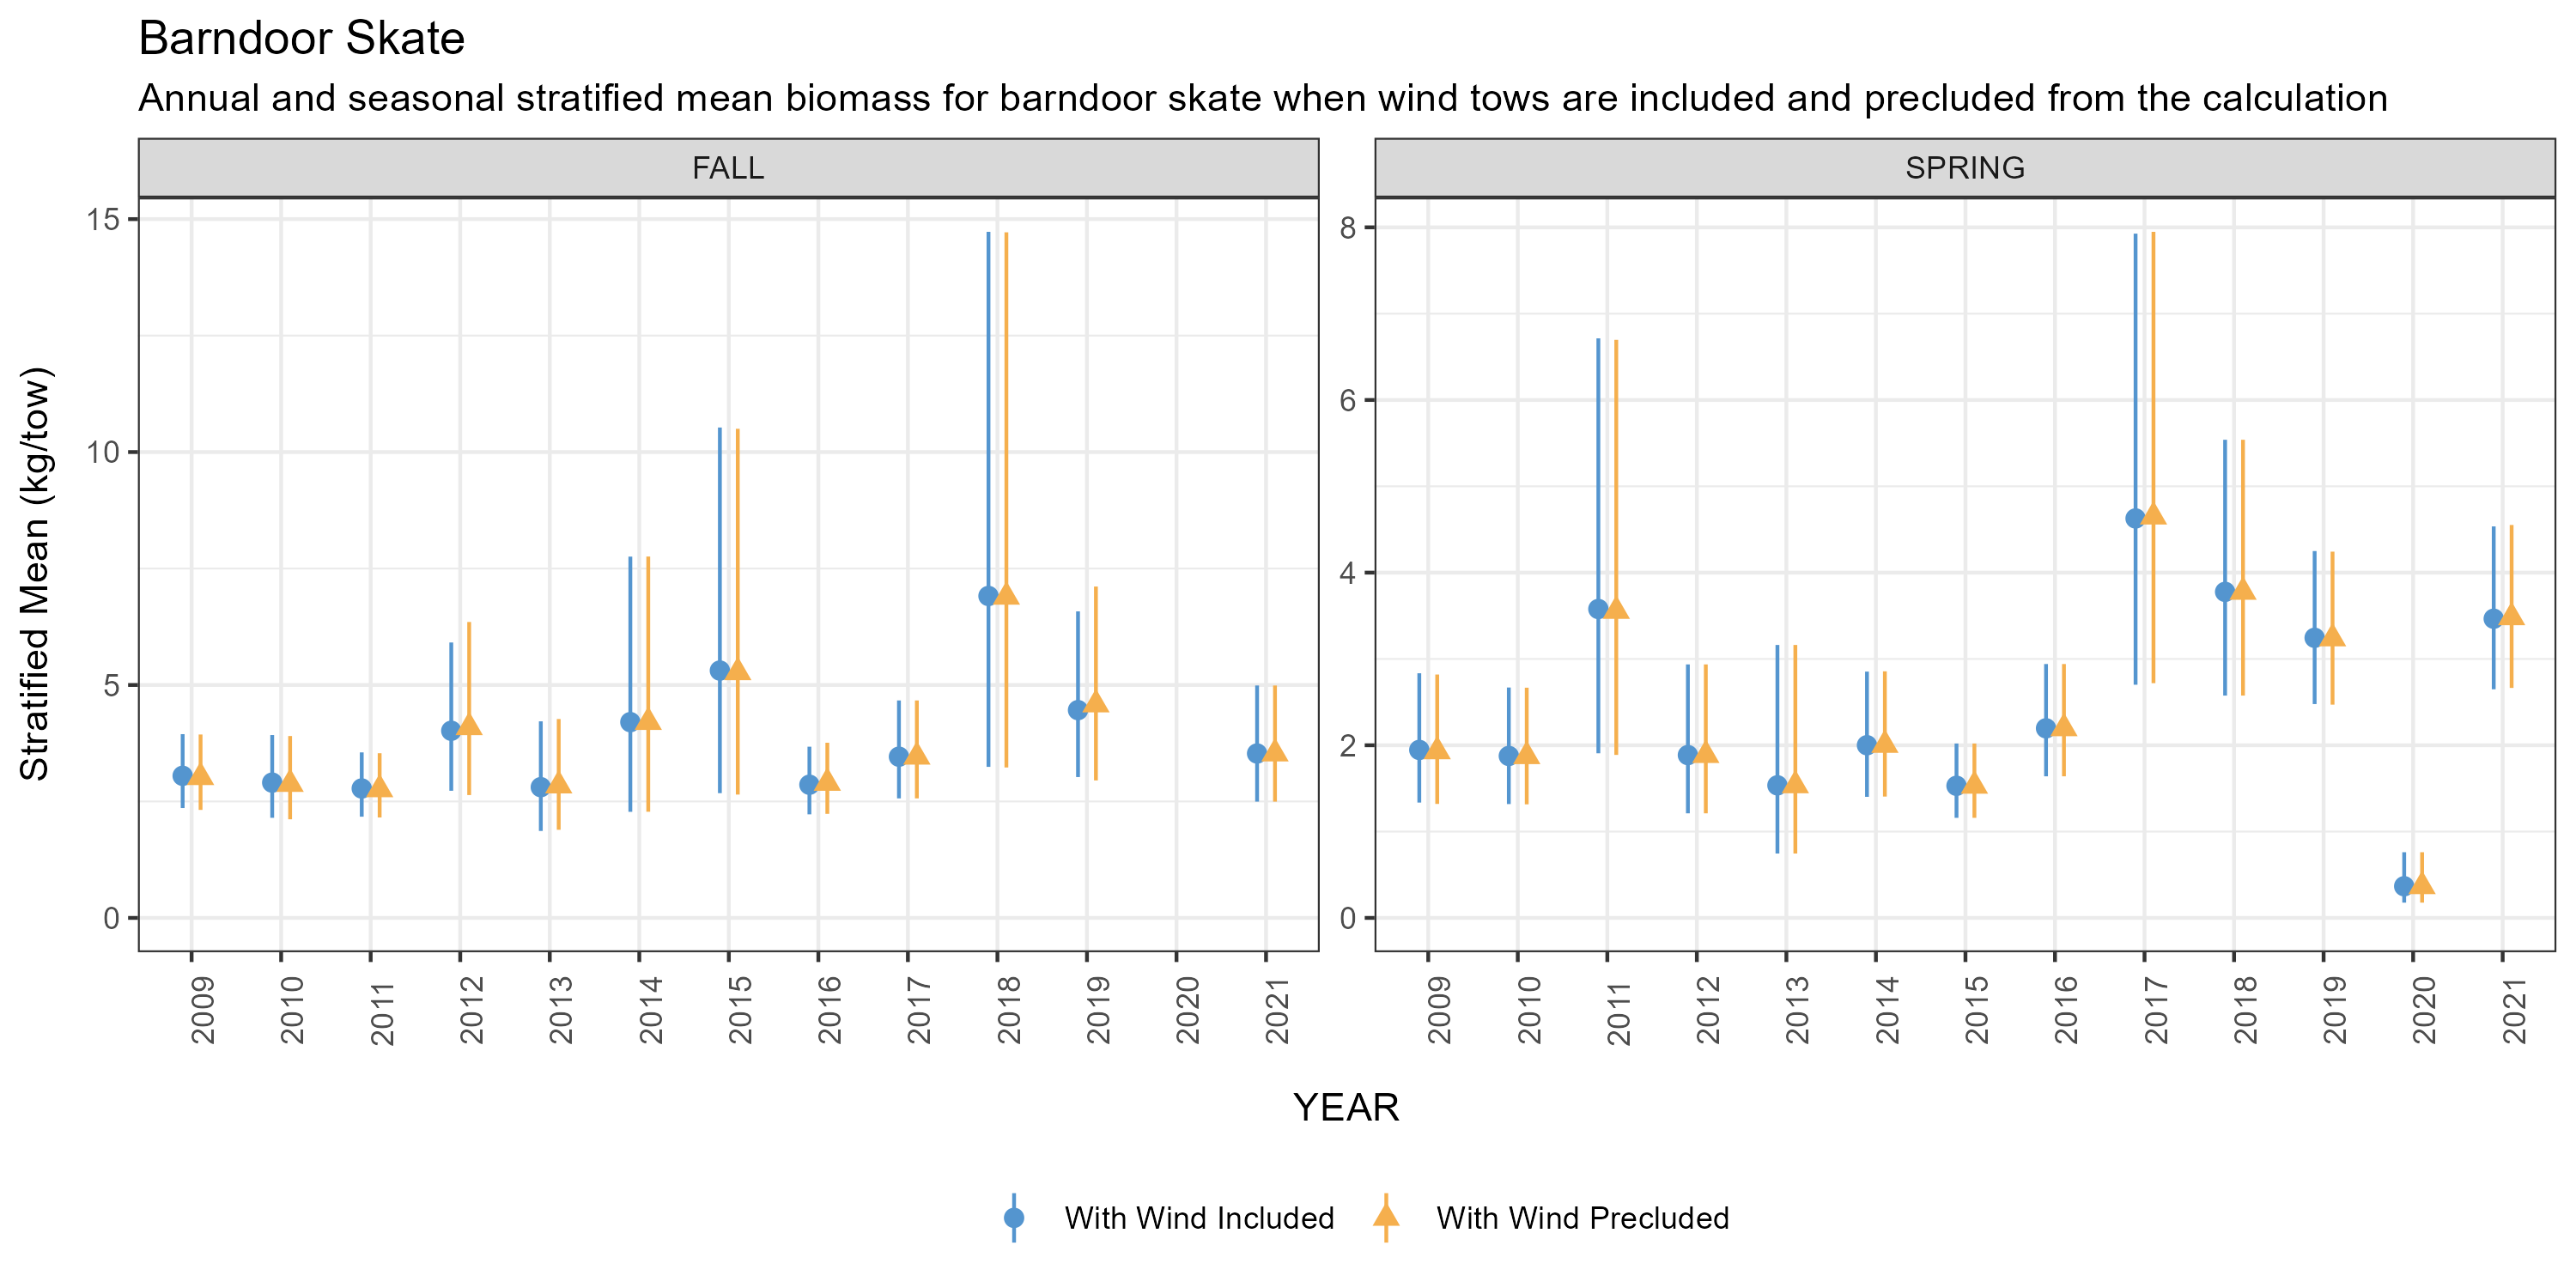 Barndoor Skate
Annual and seasonal stratified mean biomass for barndoor skate when wind tows are included and precluded from the calculation
FALL
SPRING
Stratified Mean (kg/tow)
15
10
5
0
8
6
4
2
0
2009 2010 2011 2012 2013 2014 2015 2016 2017 2018 2019 2020 2021
2009 2010 2011 2012 2013 2014 2015 2016 2017 2018 2019 2020 2021
YEAR
With Wind Included With Wind Precluded